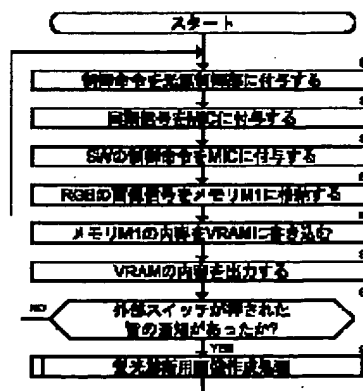 スタート
制御命令を光源制御部に付与する
同期信号をMICに付与する
SWの制御命令をMICに付与する
RGBの画像信号をメモリM1に格納する
メモリM1の内容をVRAMに書き込む
VRAMの内容を出力する
外部スイッチが押された
旨の通知があったか?
NO
YES